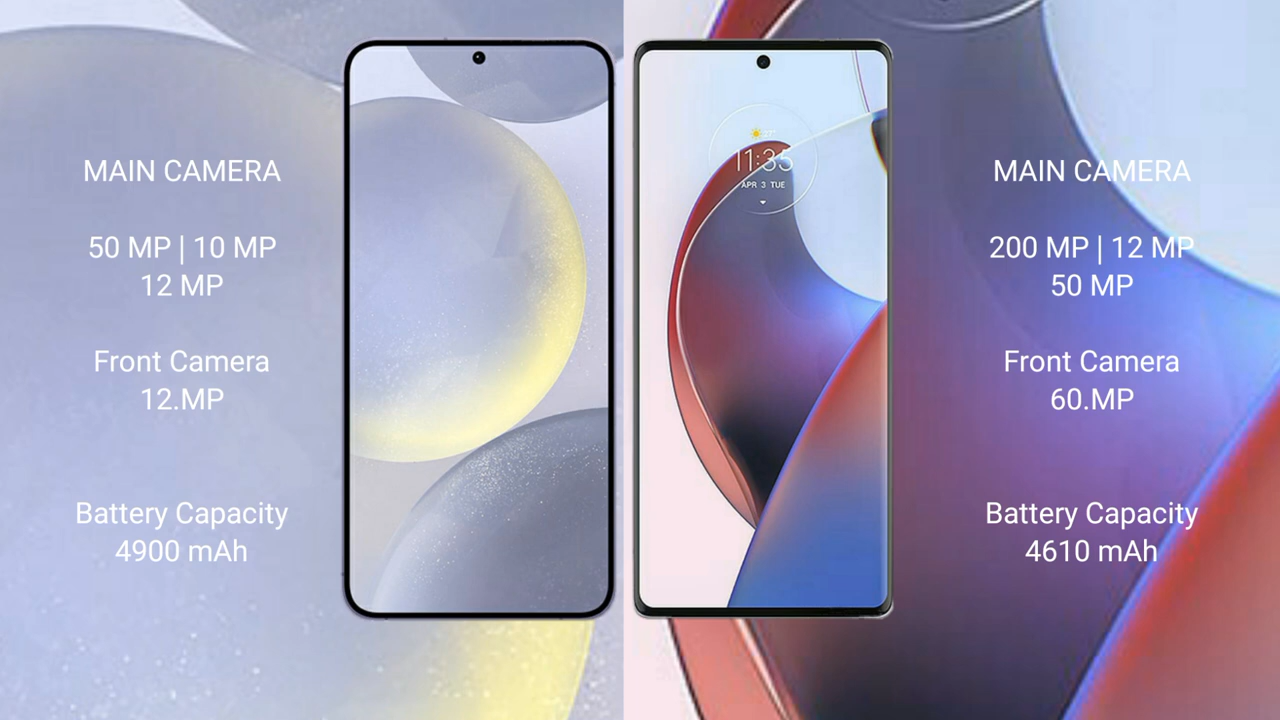 MAIN CAMERA
50 MP | 10 MP
12 MP
Front Camera
12.MP
Battery Capacity
4900 mAh
11:35
APR 3 TUE
MAIN CAMERA
200 MP | 12 MP
50 MP
Front Camera
60.MP
Battery Capacity
4610 mAh